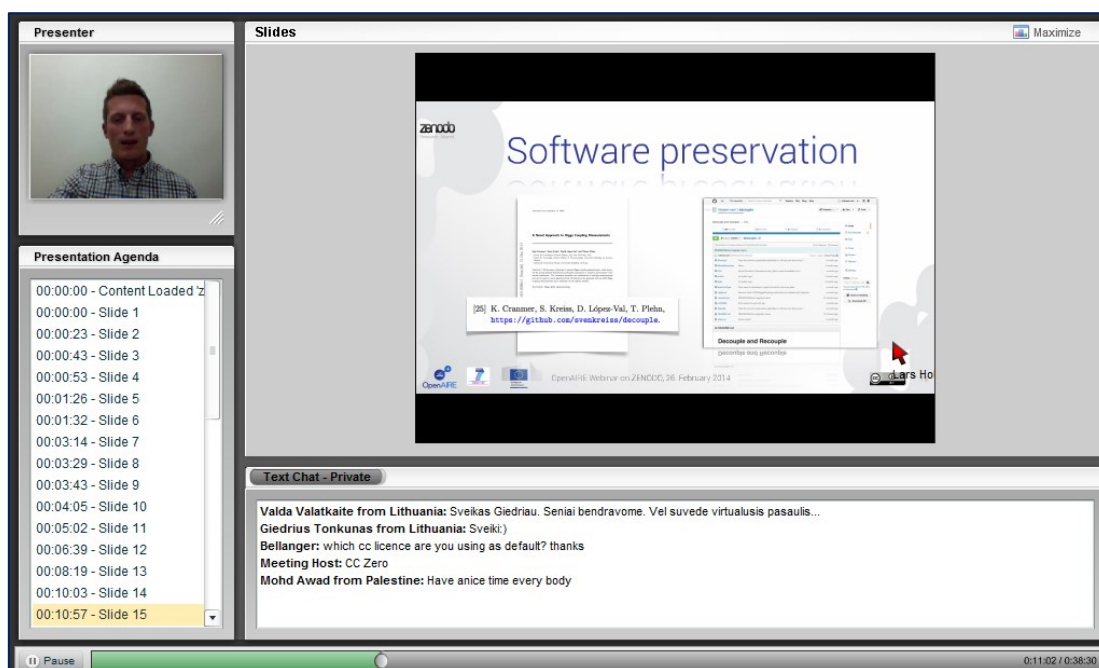 Presenter
Slides
Maximize
zenodo
Software preservation
A Novel Approach to Higgs Coupling Measurements
[25] K. Cranmer, S. Kreiss, D. López-Val, T. Plehn,
https://github.com/svenkreiss/decouple.
Decouple and Recouple
OpenAIRE
OpenAIRE Webinar on ZENODO, 26. February 2014
Lars Ho
Presentation Agenda
00:00:00 - Content Loaded 'z
00:00:00 - Slide 1
00:00:23 - Slide 2
00:00:43 - Slide 3
00:00:53 - Slide 4
00:01:26 - Slide 5
00:01:32 - Slide 6
00:03:14 - Slide 7
00:03:29 - Slide 8
00:03:43 - Slide 9
00:04:05 - Slide 10
00:05:02 - Slide 11
00:06:39 - Slide 12
00:08:19 - Slide 13
00:10:03 - Slide 14
00:10:57 - Slide 15
Text Chat - Private
Valda Valatkaite from Lithuania: Sveikas Giedriau. Seniai bendravome. Vel suvede virtualusis pasaulis...
Giedrius Tonkunas from Lithuania: Sveiki:)
Bellanger: which cc licence are you using as default? thanks
Meeting Host: CC Zero
Mohd Awad from Palestine: Have anice time every body
Pause
0:11:02 / 0:38:30